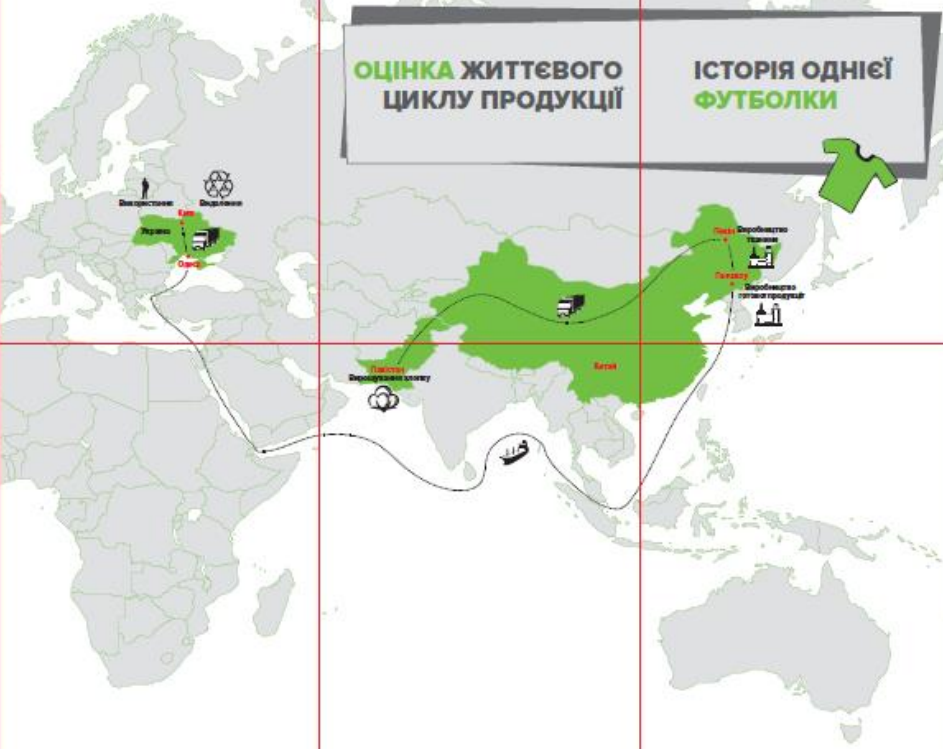 ОЦІНКА ЖИТТЄВОГО
ЦИКЛУ ПРОДУКЦІЇ
ІСТОРІЯ ОДНІЄЇ
ФУТБОЛКИ
Використання
Видалення
Київ
Україна
Одеса
Пекін
Виробництво
тканини
Виробництво
готової продукції
Пакистан
Вирощування хлопку
Китай